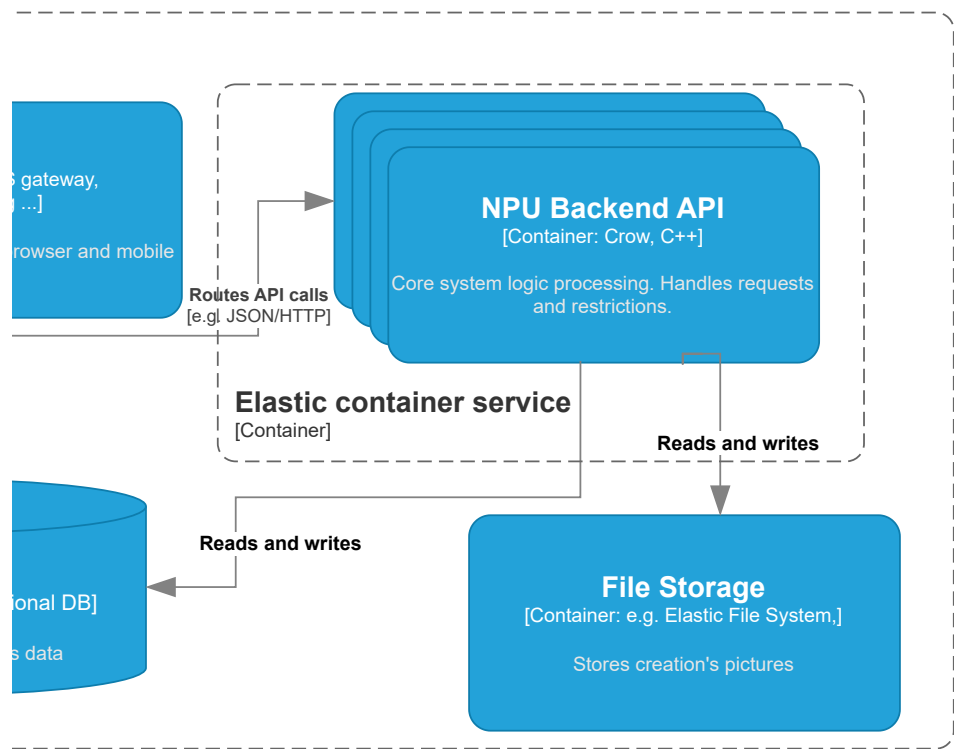 gateway,
...]
browser and mobile
Routes API calls
[e.g. JSON/HTTP]
NPU Backend API
[Container: Crow, C++]
Core system logic processing. Handles requests
and restrictions.
Elastic container service
[Container]
Reads and writes
Reads and writes
ional DB]
s data
File Storage
[Container: e.g. Elastic File System,]
Stores creation's pictures